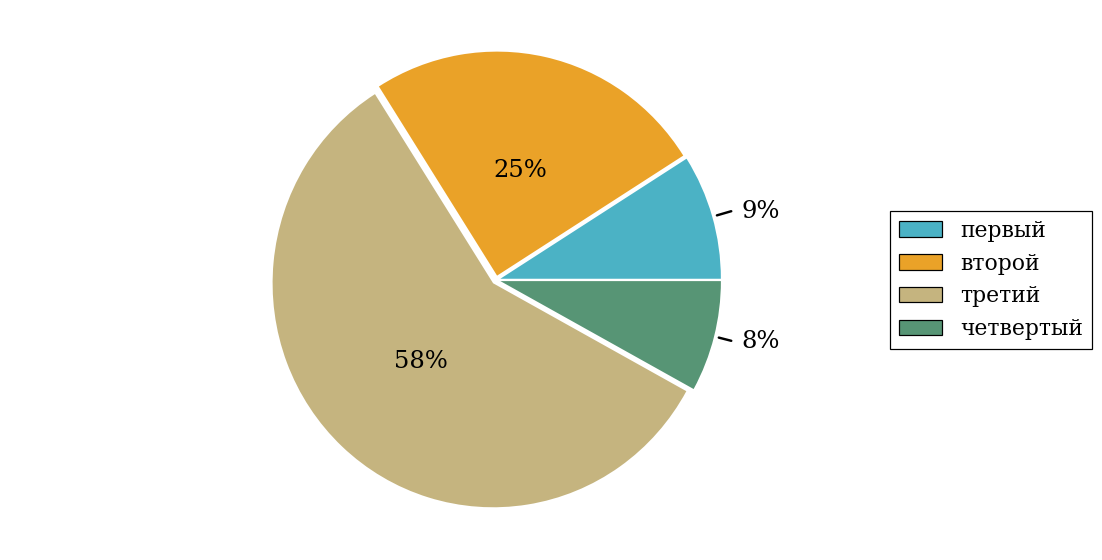 25%
9%
58%
8%
первый
второй
третий
четвертый